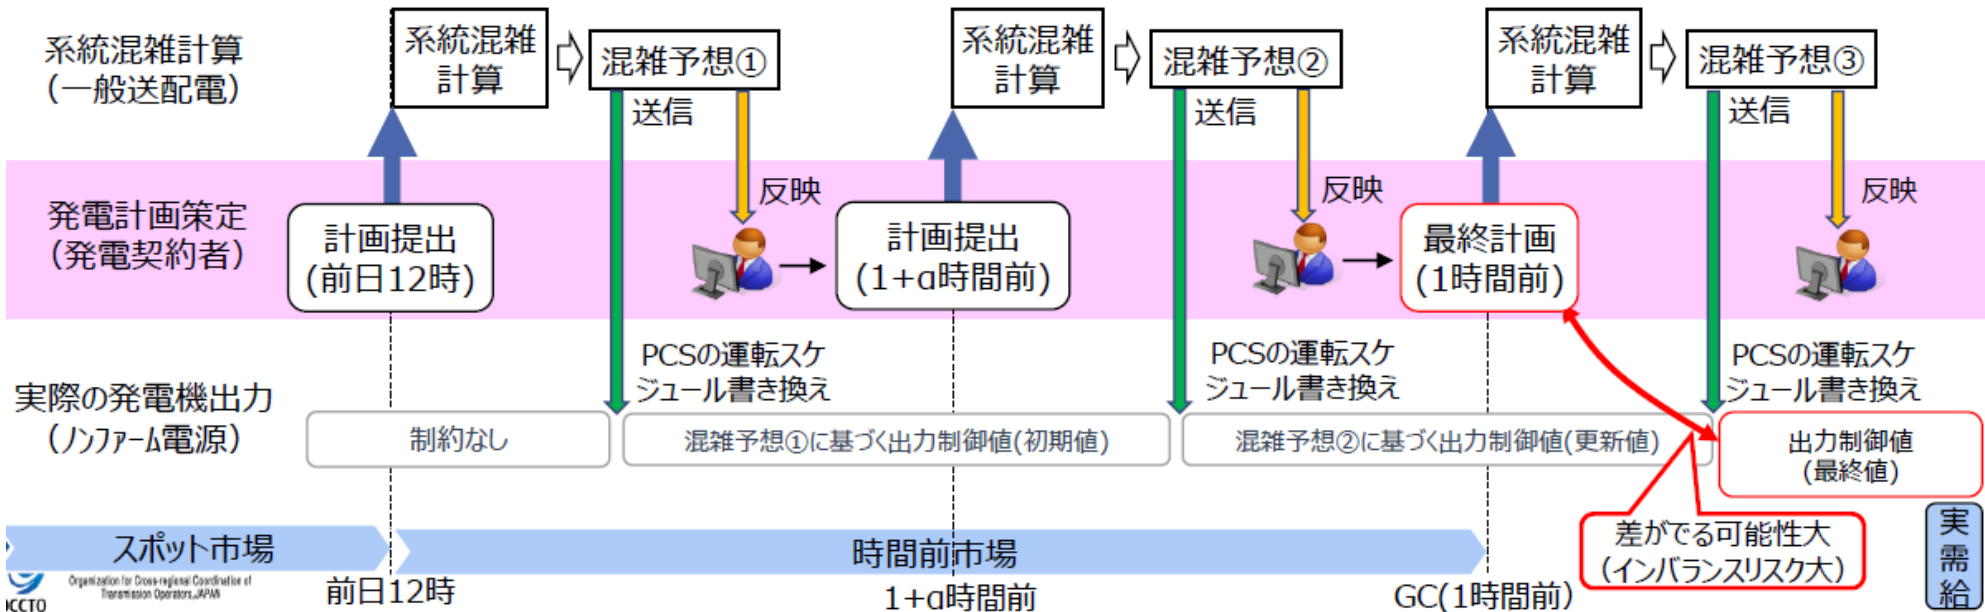 系統混雑計算
（一般送配電）
系統混雑
計算
混雑予想①
送信
系統混雑
計算
混雑予想②
送信
系統混雑
計算
混雑予想③
送信
発電計画策定
（発電契約者）
計画提出
(前日12時)
反映
計画提出
(1+α時間前)
反映
最終計画
(1時間前)
反映
実際の発電機出力
（ﾉﾝﾌｧｰﾑ電源）
PCSの運転スケ
ジュール書き換え
PCSの運転スケ
ジュール書き換え
PCSの運転スケ
ジュール書き換え
制約なし
混雑予想①に基づく出力制御値(初期値)
混雑予想②に基づく出力制御値(更新値)
出力制御値
(最終値)
差がでる可能性大
（インバランスリスク大）
スポット市場
時間前市場
実
需
給
Organization for Cross-regional Coordination of
Transmission Operators,JAPAN
前日12時
1+α時間前
GC(1時間前）